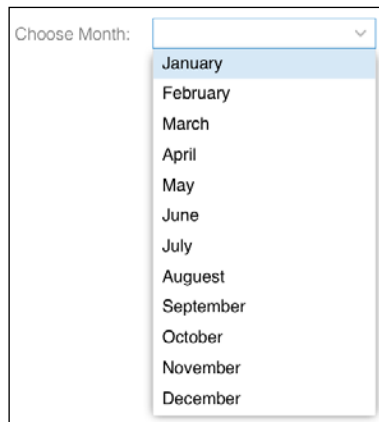 Choose Month:
January
February
March
April
May
June
July
Auguest
September
October
November
December